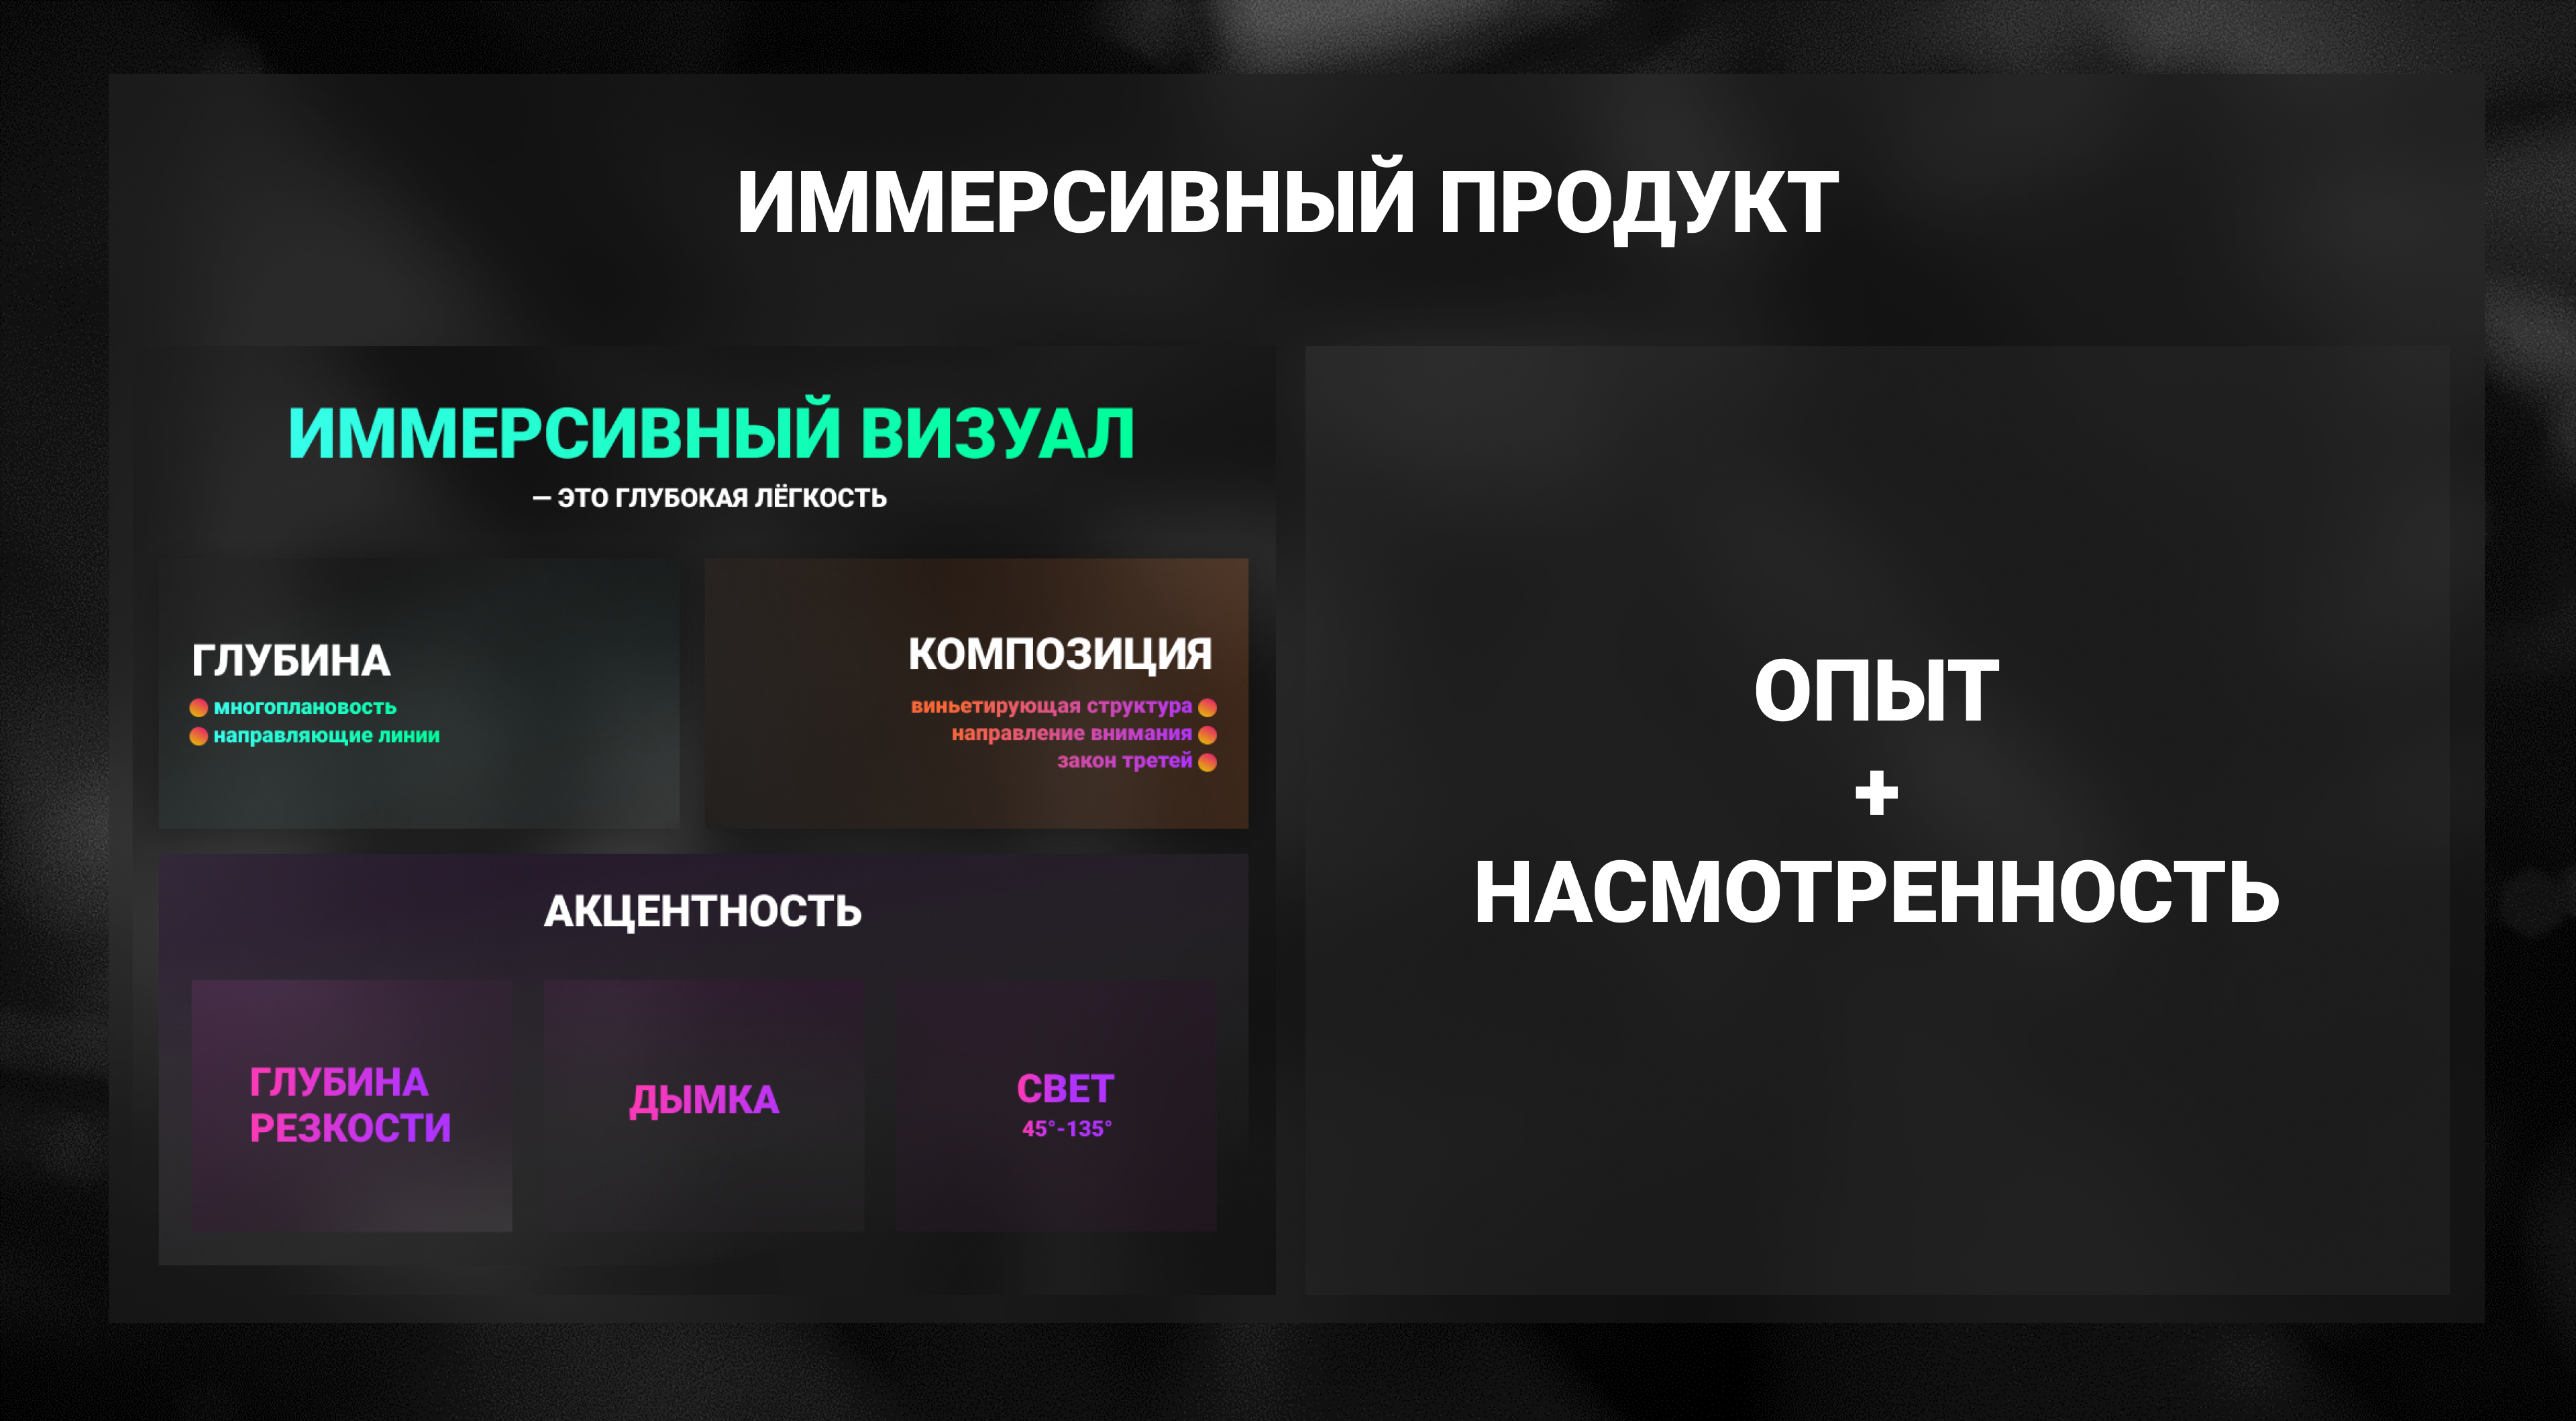 ИММЕРСИВНЫЙ ПРОДУКТ
ИММЕРСИВНЫЙ ВИЗУАЛ
— ЭТО ГЛУБОКАЯ ЛЁГКОСТЬ
ГЛУБИНА
многоплановость
направляющие линии
КОМПОЗИЦИЯ
виньетирующая структура
направление внимания
закон третей
АКЦЕНТНОСТЬ
ГЛУБИНА
РЕЗКОСТИ
ДЫМКА
СВЕТ
45°-135°
ОПЫТ
+
НАСМОТРЕННОСТЬ